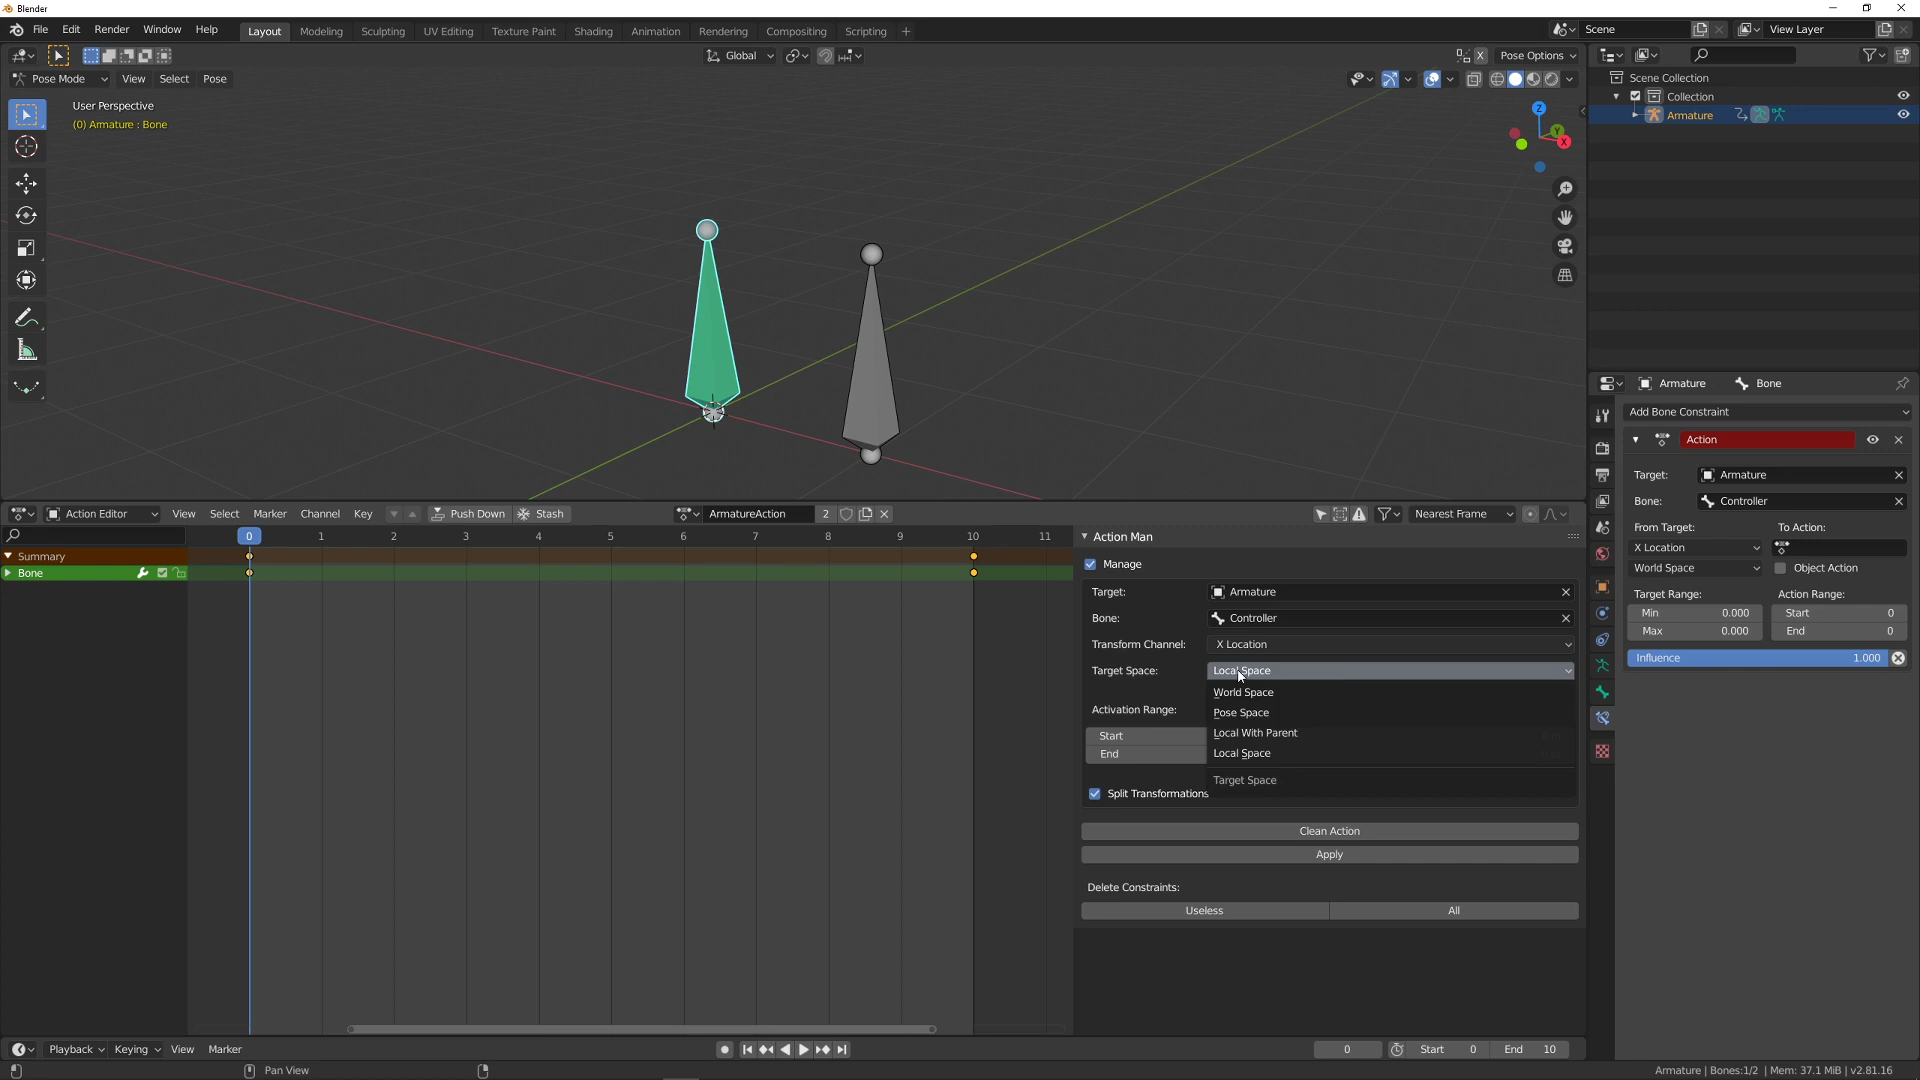 Blender
File Edit Render Window Help Layout Modeling Sculpting UV Editing Texture Paint Shading Animation Rendering Compositing Scripting + Scene View Layer
Global X Pose Options
Pose Mode View Select Pose
User Perspective
(0) Armature : Bone
Z
Y
X
Scene Collection
Collection
Armature
Armature Bone
Add Bone Constraint
Action
Target: Armature
Bone: Controller
From Target: To Action:
X Location
World Space Object Action
Target Range: Action Range:
Min 0.000 Start 0
Max 0.000 End 0
Influence 1.000
Action Editor View Select Marker Channel Key Push Down Stash ArmatureAction 2 Nearest Frame
0 1 2 3 4 5 6 7 8 9 10 11
Summary
Bone
Action Man
Manage
Target: Armature
Bone: Controller
Transform Channel: X Location
Target Space: Local Space
World Space
Pose Space
Local With Parent
Local Space
Target Space
Activation Range:
Start
End
Split Transformations
Clean Action
Apply
Delete Constraints:
Useless All
Playback Keying View Marker 0 Start 0 End 10
Pan View Armature | Bones:1/2 | Mem: 37.1 MiB | v2.81.16